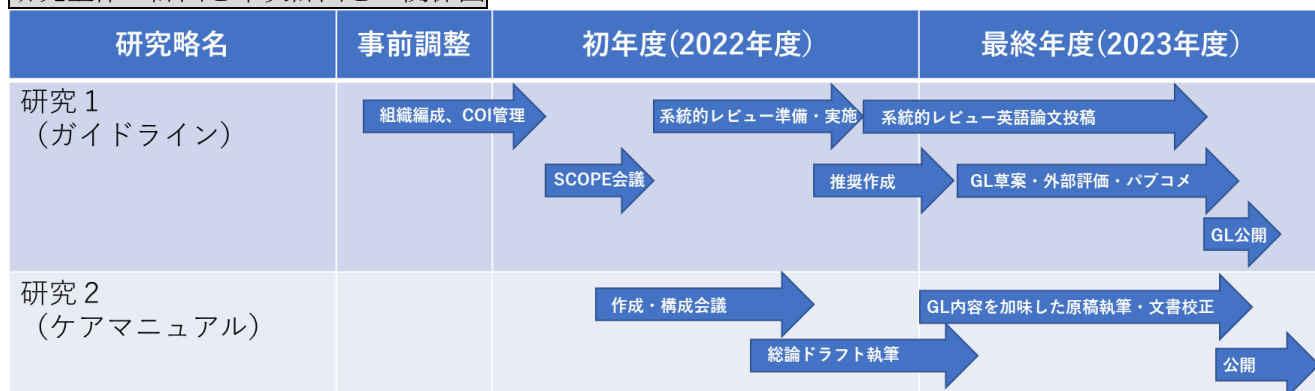 研究略名 事前調整 初年度(2022年度) 最終年度(2023年度)
研究１
（ガイドライン）
組織編成、COI管理
系統的レビュー準備・実施
系統的レビュー英語論文投稿
SCOPE会議
推奨作成
GL草案・外部評価・パブコメ
GL公開
研究２
（ケアマニュアル）
作成・構成会議
GL内容を加味した原稿執筆・文書校正
総論ドラフト執筆
公開